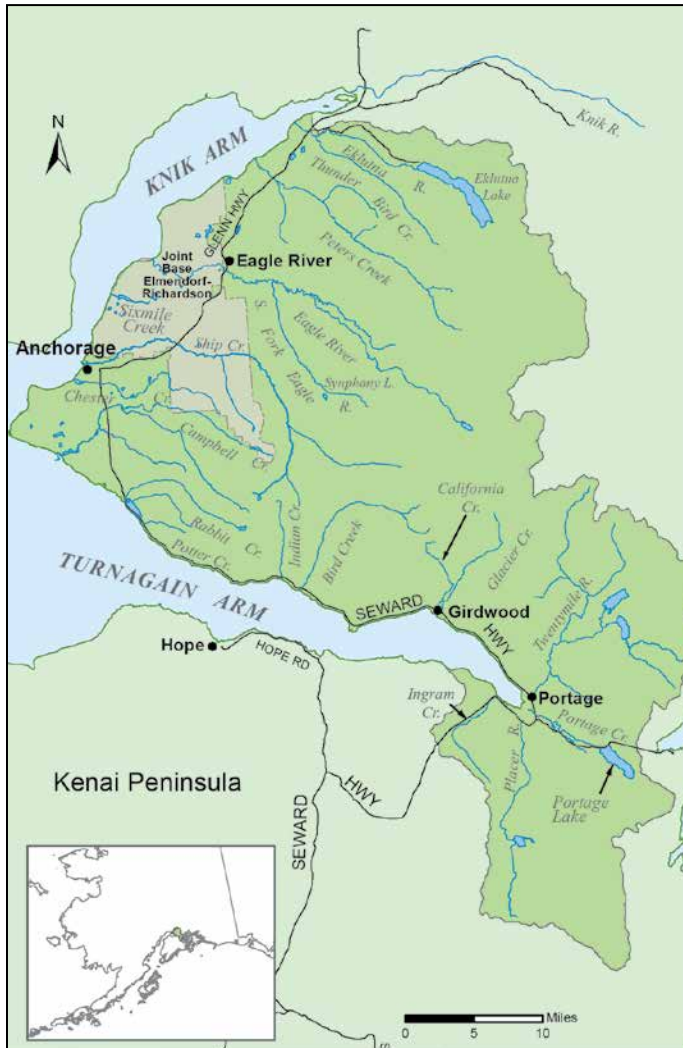 N
KNIK ARM
Knik R.
Eklutna
R.
Thunder
Bird
Cr.
Eklutna
Lake
GLENN HWY
Peters Creek
Joint
Base
Elmendorf-
Richardson
Eagle River
Sixmile
Creek
Ship Cr.
S.
Fork
Eagle
R.
Eagle River
Synphony L.
Anchorage
Chester
Cr.
Campbell
Cr.
California
Cr.
Rabbit
Cr.
Potter Cr.
Indian Cr.
Bird Creek
Glacier Cr.
Twentymile R.
TURNAGAIN ARM
SEWARD
HWY
Girdwood
Hope
HOPE RD
Portage
Ingram
Cr.
Placer
R.
Portage Cr.
Portage
Lake
Kenai Peninsula
SEWARD
HWY
Miles
0 5 10